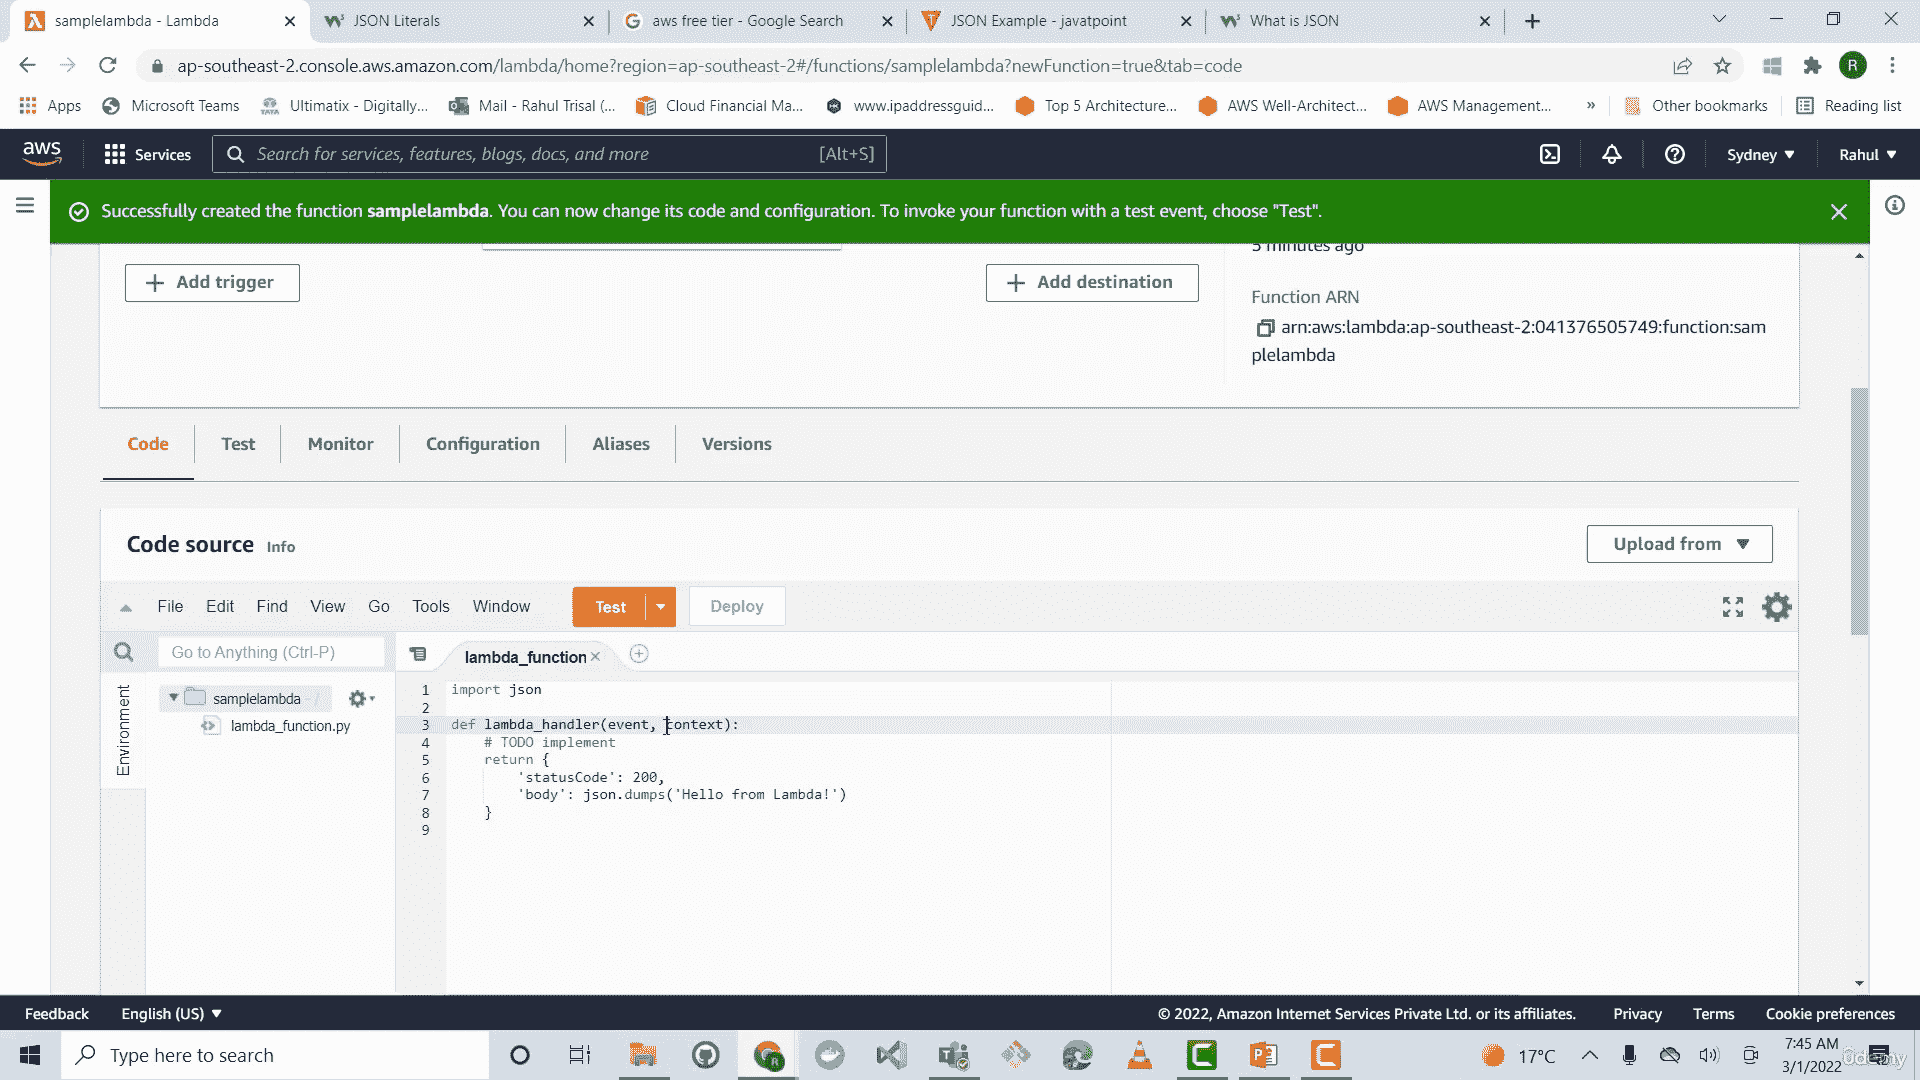 samplelambda - Lambda
JSON Literals
aws free tier - Google Search
JSON Example - javatpoint
What is JSON
ap-southeast-2.console.aws.amazon.com/lambda/home?region=ap-southeast-2#/functions/samplelambda?newFunction=true&tab=code
R
Apps
Microsoft Teams
Ultimatix - Digitally...
Mail - Rahul Trisal (...
Cloud Financial Ma...
www.ipaddressguid...
Top 5 Architecture...
AWS Well-Architect...
AWS Management...
»
Other bookmarks
Reading list
aws
Services
Search for services, features, blogs, docs, and more
[Alt+S]
Sydney
Rahul
Successfully created the function samplelambda. You can now change its code and configuration. To invoke your function with a test event, choose "Test".
5 minutes ago
+ Add trigger
+ Add destination
Function ARN
arn:aws:lambda:ap-southeast-2:041376505749:function:sam
plelambda
Code
Test
Monitor
Configuration
Aliases
Versions
Code source Info
Upload from
File Edit Find View Go Tools Window
Test
Deploy
Go to Anything (Ctrl-P)
lambda_function
Environment
samplelambda - /
lambda_function.py
1 import json
2
3 def lambda_handler(event, context):
4 # TODO implement
5 return {
6 'statusCode': 200,
7 'body': json.dumps('Hello from Lambda!')
8 }
9
Feedback
English (US)
© 2022, Amazon Internet Services Private Ltd. or its affiliates.
Privacy
Terms
Cookie preferences
Type here to search
17°C
7:45 AM
3/1/2022
Udemy